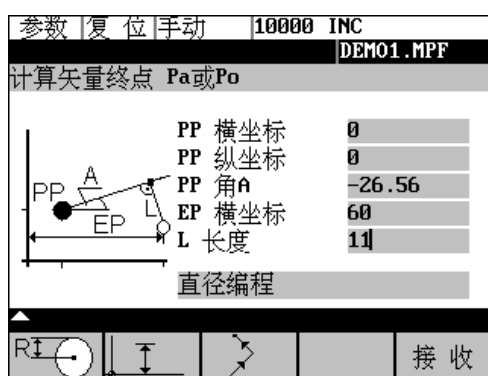 参数 复 位 手动 10000 INC
DEMO1.MPF
计算矢量终点 Pa或Po
PP 横坐标 0
PP 纵坐标 0
PP 角A -26.56
EP 横坐标 60
L 长度 11
A
PP
EP
L
直径编程
R
接 收